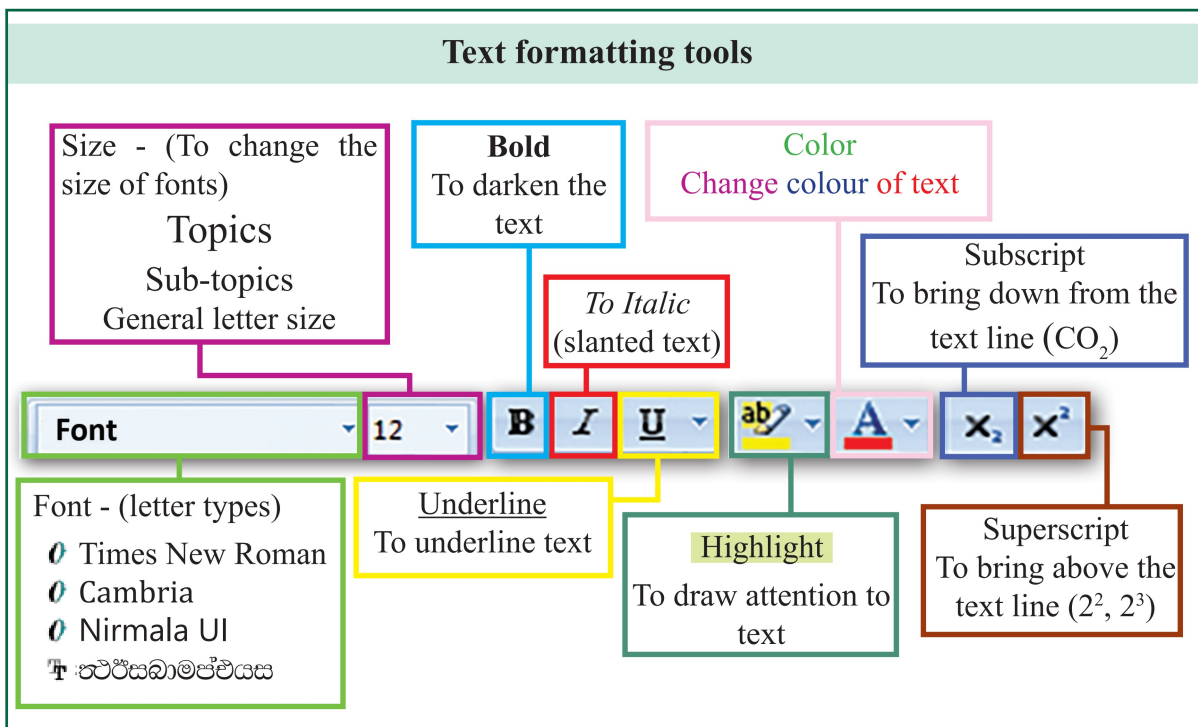 Text formatting tools
Size - (To change the
size of fonts)
Topics
Sub-topics
General letter size
Bold
To darken the
text
Color
Change colour of text
To Italic
(slanted text)
Subscript
To bring down from the
text line (CO₂)
Font
12
B
I
U
ab
A
X₂
X²
Font - (letter types)
Times New Roman
Cambria
Nirmala UI
Underline
To underline text
Highlight
To draw attention to
text
Superscript
To bring above the
text line (2², 2³)